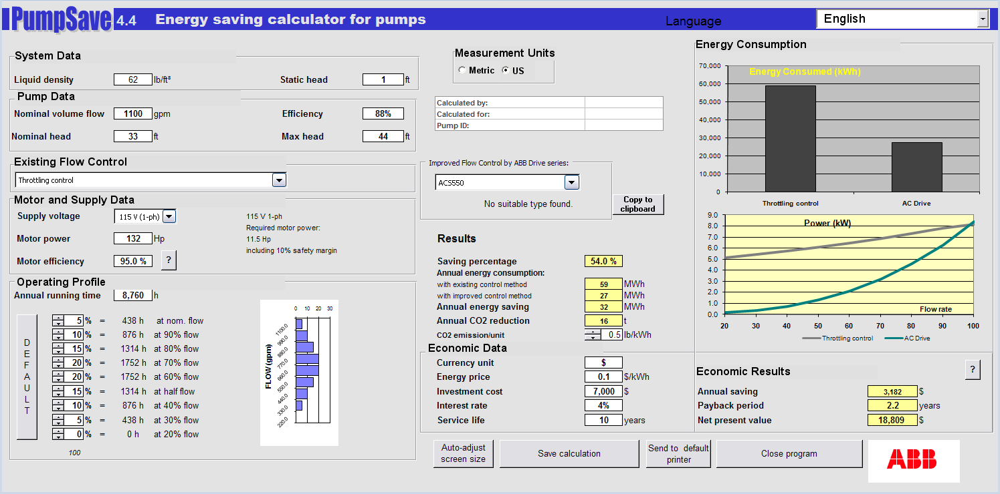 PumpSave 4.4 Energy saving calculator for pumps Language English
System Data
Liquid density 62 lb/ft³ Static head 1 ft
Pump Data
Nominal volume flow 1100 gpm Efficiency 88%
Nominal head 33 ft Max head 44 ft
Existing Flow Control
Throttling control
Motor and Supply Data
Supply voltage 115 V (1-ph) 115 V 1-ph
Required motor power:
Motor power 132 Hp 11.5 Hp
including 10% safety margin
Motor efficiency 95.0 % ?
Operating Profile
Annual running time 8,760 h
DEFAULT
5 % = 438 h at nom. flow
10 % = 876 h at 90% flow
15 % = 1314 h at 80% flow
20 % = 1752 h at 70% flow
20 % = 1752 h at 60% flow
15 % = 1314 h at half flow
10 % = 876 h at 40% flow
5 % = 438 h at 30% flow
0 % = 0 h at 20% flow
100
0 10 20 30
FLOW (gpm)
1100.0
990.0
880.0
770.0
660.0
550.0
440.0
330.0
220.0
Measurement Units
Metric US
Calculated by:
Calculated for:
Pump ID:
Improved Flow Control by ABB Drive series:
ACS550
No suitable type found.
Copy to
clipboard
Results
Saving percentage 54.0 %
Annual energy consumption:
with existing control method 59 MWh
with improved control method 27 MWh
Annual energy saving 32 MWh
Annual CO2 reduction 16 t
CO2 emission/unit 0.5 lb/kWh
Economic Data
Currency unit $
Energy price 0.1 $/kWh
Investment cost 7,000 $
Interest rate 4%
Service life 10 years
Energy Consumption
Energy Consumed (kWh)
70,000
60,000
50,000
40,000
30,000
20,000
10,000
0
Throttling control AC Drive
Power (kW)
9.0
8.0
7.0
6.0
5.0
4.0
3.0
2.0
1.0
0.0
Flow rate
20 30 40 50 60 70 80 90 100
Throttling control AC Drive
Economic Results ?
Annual saving 3,182 $
Payback period 2.2 years
Net present value 18,809 $
Auto-adjust
screen size
Save calculation
Send to default
printer
Close program
ABB